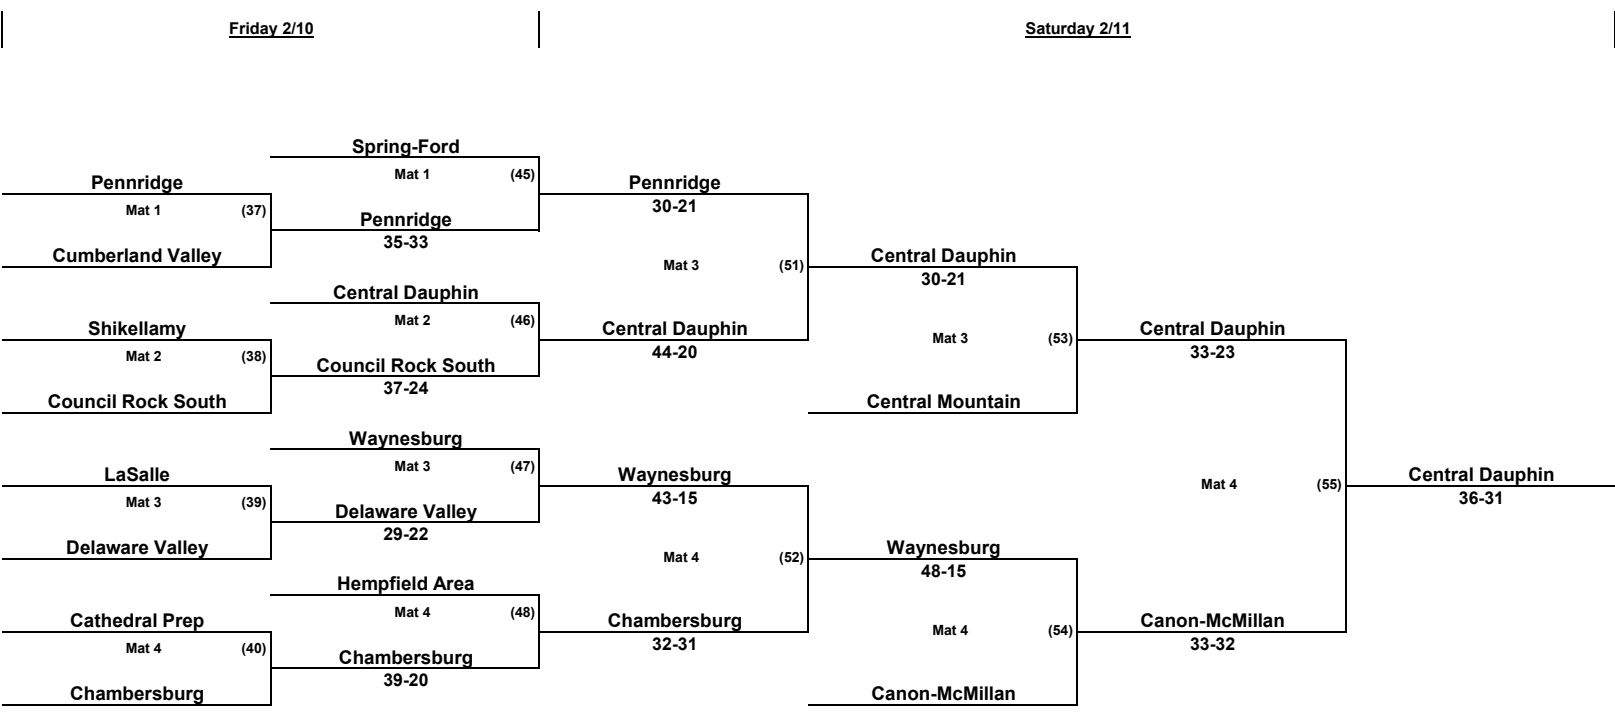 Friday 2/10
Saturday 2/11
Spring-Ford
Mat 1 (45)
Pennridge
Pennridge
Mat 1 (37)
30-21
Pennridge
35-33
Cumberland Valley
Central Dauphin
Mat 3 (51)
30-21
Central Dauphin
Mat 2 (46)
Shikellamy
Central Dauphin
Central Dauphin
Mat 2 (38)
44-20
Mat 3 (53)
33-23
Council Rock South
37-24
Council Rock South
Central Mountain
Waynesburg
Mat 3 (47)
LaSalle
Waynesburg
Central Dauphin
Mat 3 (39)
43-15
Mat 4 (55)
36-31
Delaware Valley
29-22
Delaware Valley
Waynesburg
Mat 4 (52)
48-15
Hempfield Area
Mat 4 (48)
Cathedral Prep
Chambersburg
Canon-McMillan
Mat 4 (40)
32-31
Mat 4 (54)
33-32
Chambersburg
39-20
Chambersburg
Canon-McMillan